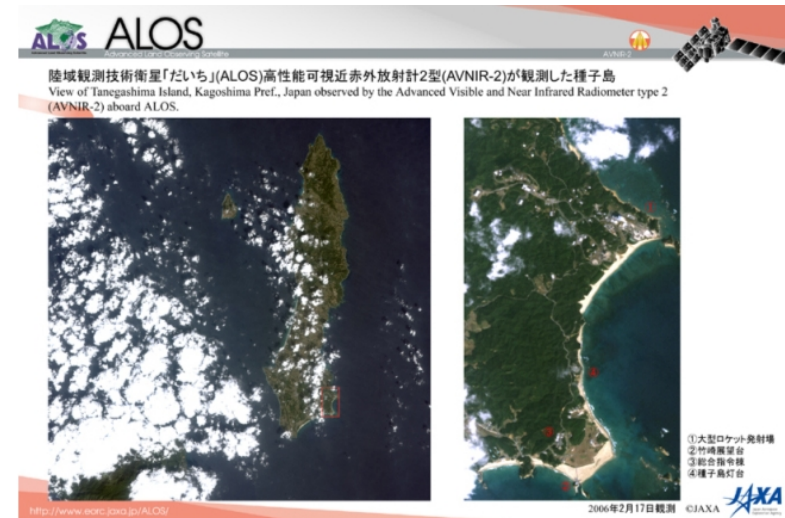 ALOS
ALOS
Advanced Land Observing Satellite
AVNIR-2
陸域観測技術衛星「だいち」(ALOS)高性能可視近赤外放射計2型(AVNIR-2)が観測した種子島
View of Tanegashima Island, Kagoshima Pref., Japan observed by the Advanced Visible and Near Infrared Radiometer type 2
(AVNIR-2) aboard ALOS.
①
④
③
②
①大型ロケット発射場
②竹崎展望台
③総合指令棟
④種子島灯台
http://www.eorc.jaxa.jp/ALOS/
2006年2月17日観測 ©JAXA
JAXA